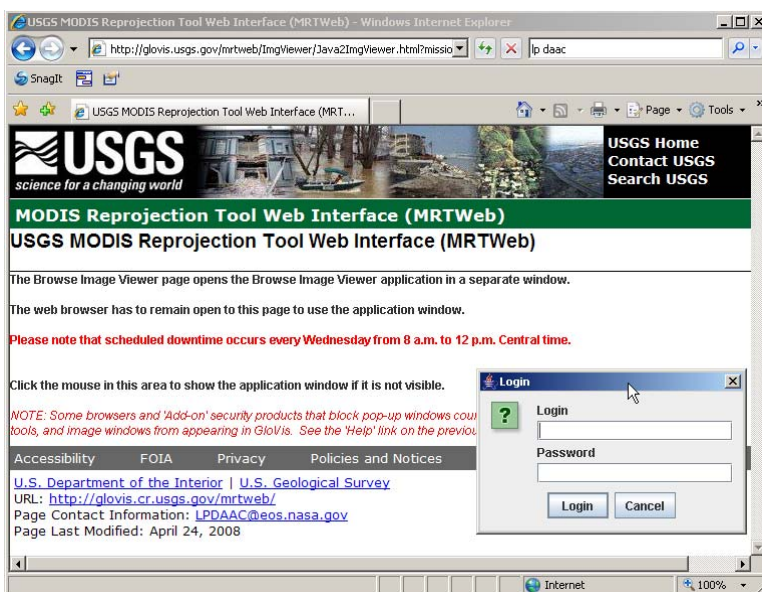 USGS MODIS Reprojection Tool Web Interface (MRTWeb) - Windows Internet Explorer
http://glovis.usgs.gov/mrtweb/ImgViewer/Java2ImgViewer.html?missio
lp daac
SnagIt
USGS MODIS Reprojection Tool Web Interface (MRT...
Page
Tools
USGS
science for a changing world
USGS Home
Contact USGS
Search USGS
MODIS Reprojection Tool Web Interface (MRTWeb)
USGS MODIS Reprojection Tool Web Interface (MRTWeb)
The Browse Image Viewer page opens the Browse Image Viewer application in a separate window.
The web browser has to remain open to this page to use the application window.
Please note that scheduled downtime occurs every Wednesday from 8 a.m. to 12 p.m. Central time.
Click the mouse in this area to show the application window if it is not visible.
NOTE: Some browsers and 'Add-on' security products that block pop-up windows cou
tools, and image windows from appearing in GloVis. See the 'Help' link on the previou
Login
Login
Password
Login
Cancel
Accessibility FOIA Privacy Policies and Notices
U.S. Department of the Interior | U.S. Geological Survey
URL: http://glovis.cr.usgs.gov/mrtweb/
Page Contact Information: LPDAAC@eos.nasa.gov
Page Last Modified: April 24, 2008
Internet
100%